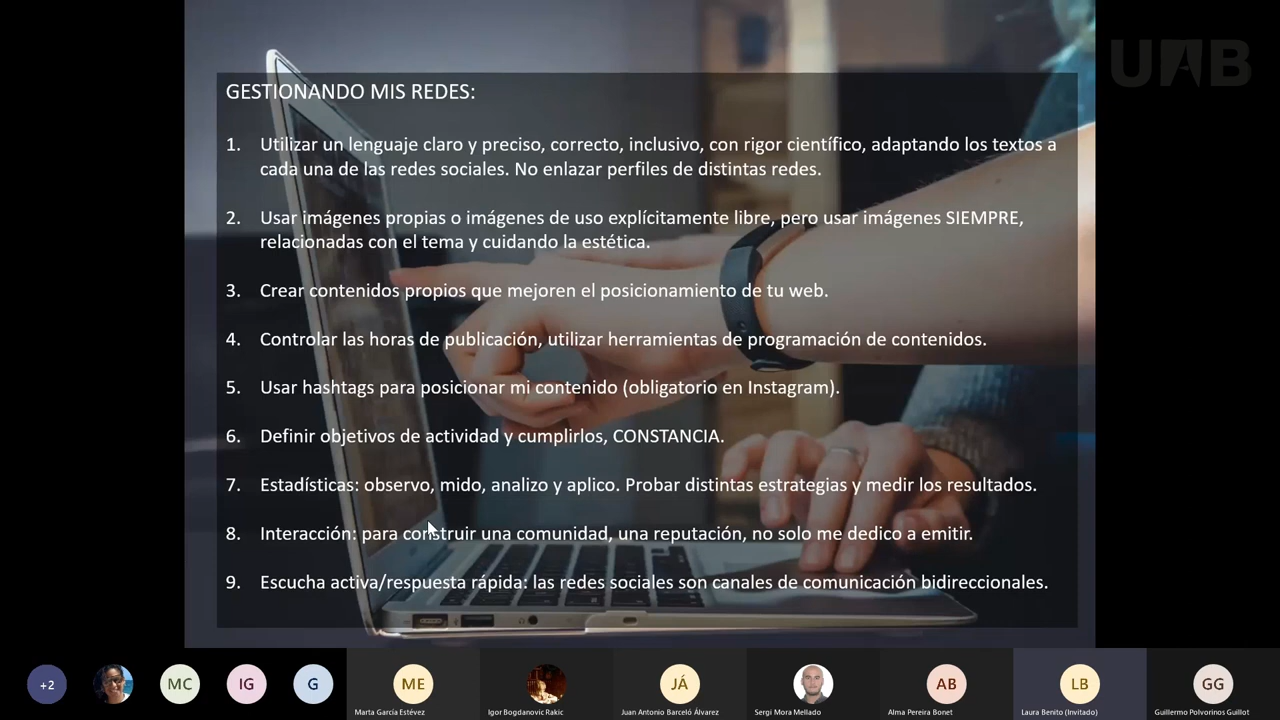 UAB
GESTIONANDO MIS REDES:
1. Utilizar un lenguaje claro y preciso, correcto, inclusivo, con rigor científico, adaptando los textos a
cada una de las redes sociales. No enlazar perfiles de distintas redes.
2. Usar imágenes propias o imágenes de uso explícitamente libre, pero usar imágenes SIEMPRE,
relacionadas con el tema y cuidando la estética.
3. Crear contenidos propios que mejoren el posicionamiento de tu web.
4. Controlar las horas de publicación, utilizar herramientas de programación de contenidos.
5. Usar hashtags para posicionar mi contenido (obligatorio en Instagram).
6. Definir objetivos de actividad y cumplirlos, CONSTANCIA.
7. Estadísticas: observo, mido, analizo y aplico. Probar distintas estrategias y medir los resultados.
8. Interacción: para construir una comunidad, una reputación, no solo me dedico a emitir.
9. Escucha activa/respuesta rápida: las redes sociales son canales de comunicación bidireccionales.
+2 MC IG G ME JÁ AB LB GG
Marta García Estévez Igor Bogdanovic Rakic Juan Antonio Barceló Álvarez Sergi Mora Mellado Alma Pereira Bonet Laura Benito (Invitado) Guillermo Polvorinos Guillot